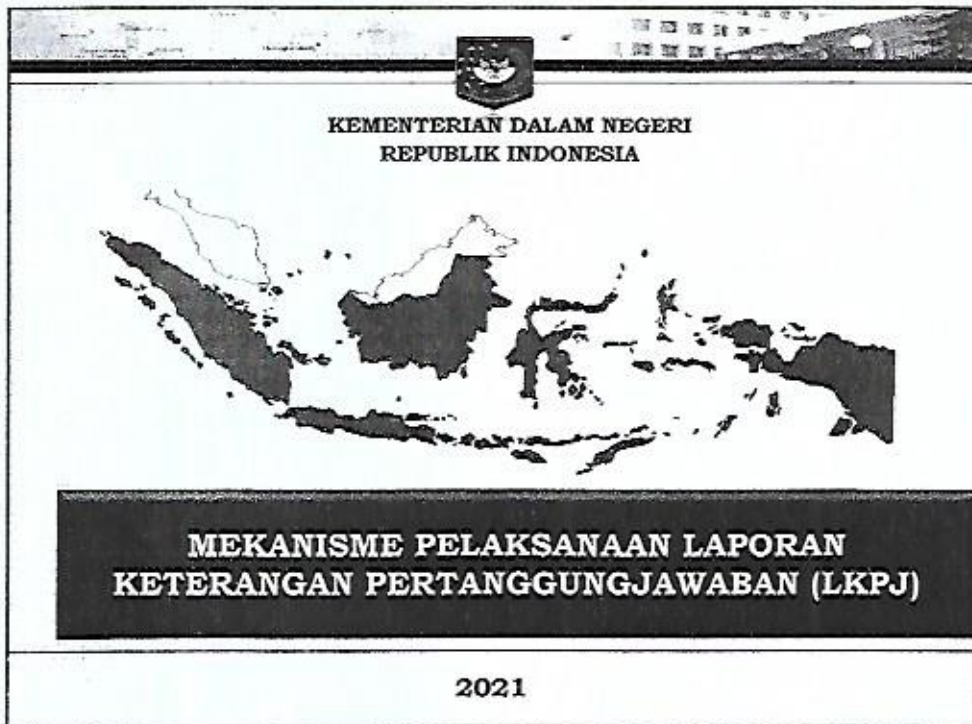 KEMENTERIAN DALAM NEGERI
REPUBLIK INDONESIA
MEKANISME PELAKSANAAN LAPORAN
KETERANGAN PERTANGGUNGJAWABAN (LKPJ)
2021